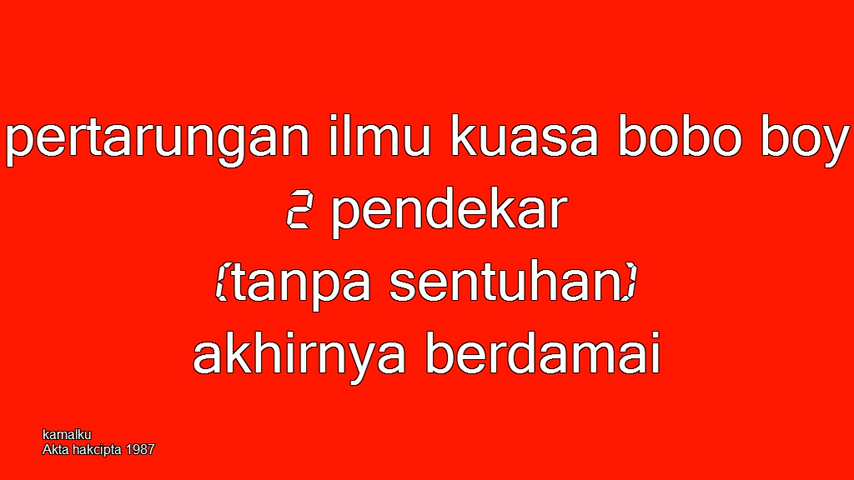 pertarungan ilmu kuasa bobo boy
2 pendekar
(tanpa sentuhan)
akhirnya berdamai
kamalku
Akta hakcipta 1987